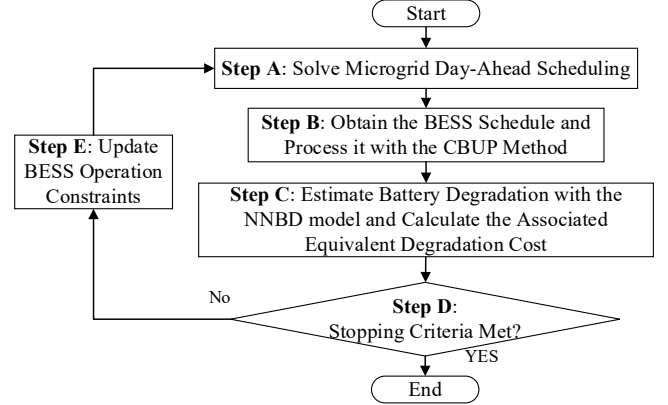 Start
Step A: Solve Microgrid Day-Ahead Scheduling
Step B: Obtain the BESS Schedule and
Process it with the CBUP Method
Step E: Update
BESS Operation
Constraints
Step C: Estimate Battery Degradation with the
NNBD model and Calculate the Associated
Equivalent Degradation Cost
No
Step D:
Stopping Criteria Met?
YES
End